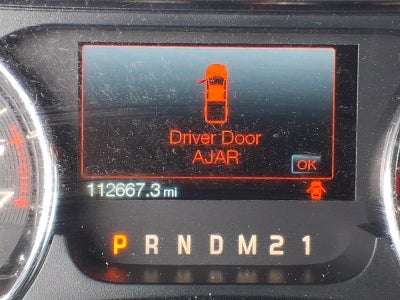 Driver Door
AJAR
OK
112667.3 mi
P R N D M 2 1